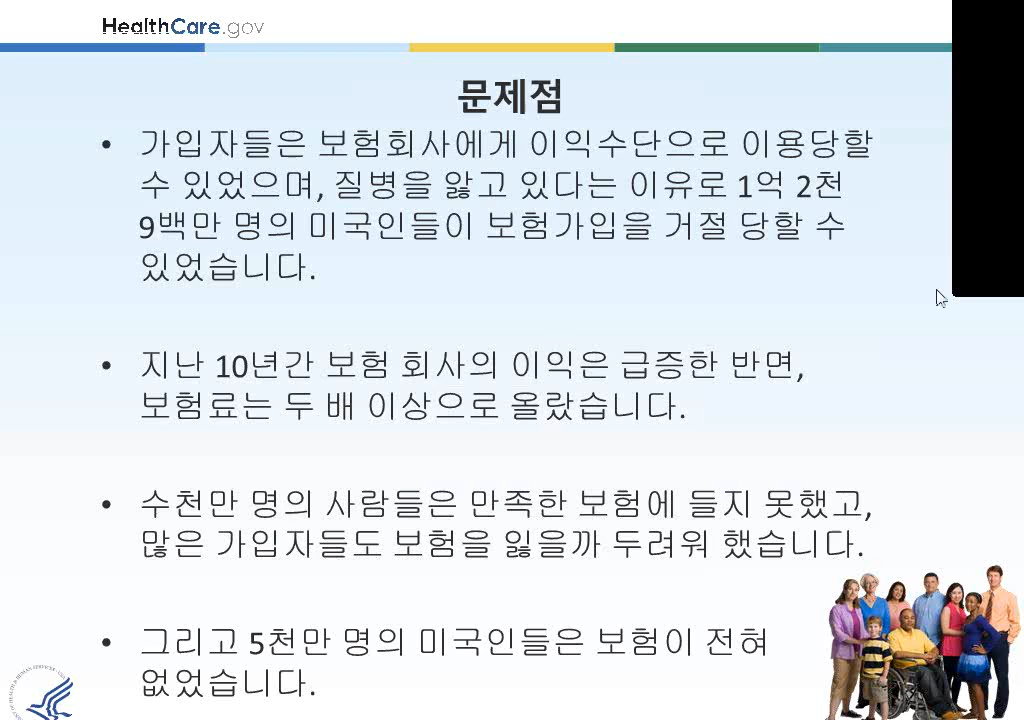 HealthCare.gov
문제점
• 가입자들은 보험회사에게 이익수단으로 이용당할
수 있었으며, 질병을 앓고 있다는 이유로 1억 2천
9백만 명의 미국인들이 보험가입을 거절 당할 수
있었습니다.
• 지난 10년간 보험 회사의 이익은 급증한 반면,
보험료는 두 배 이상으로 올랐습니다.
• 수천만 명의 사람들은 만족한 보험에 들지 못했고,
많은 가입자들도 보험을 잃을까 두려워 했습니다.
• 그리고 5천만 명의 미국인들은 보험이 전혀
없었습니다.